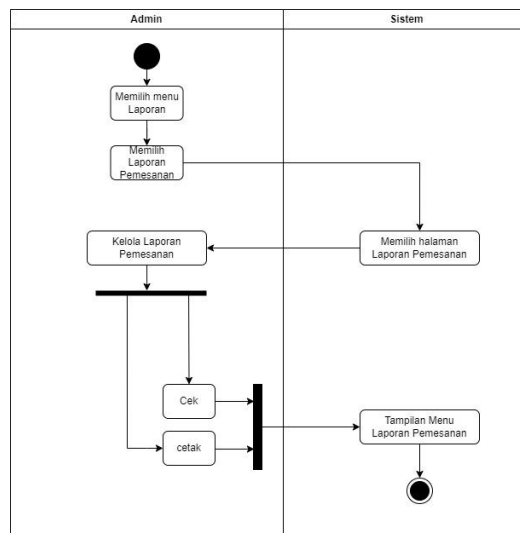 Admin
Sistem
Memilih menu
Laporan
Memilih
Laporan
Pemesanan
Memilih halaman
Laporan Pemesanan
Kelola Laporan
Pemesanan
Cek
cetak
Tampilan Menu
Laporan Pemesanan